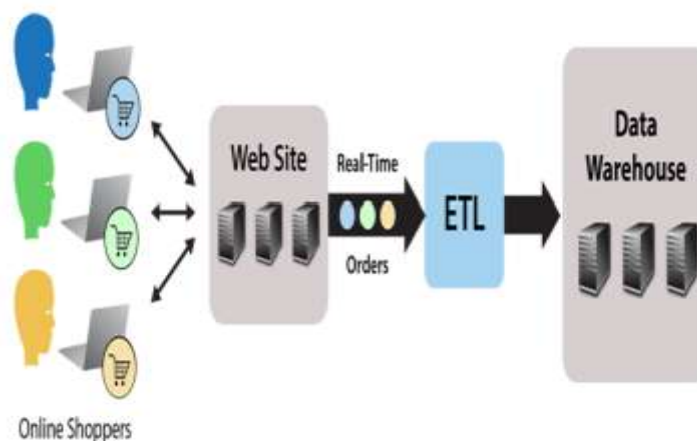 Web Site
Real-Time
Orders
ETL
Data
Warehouse
Online Shoppers